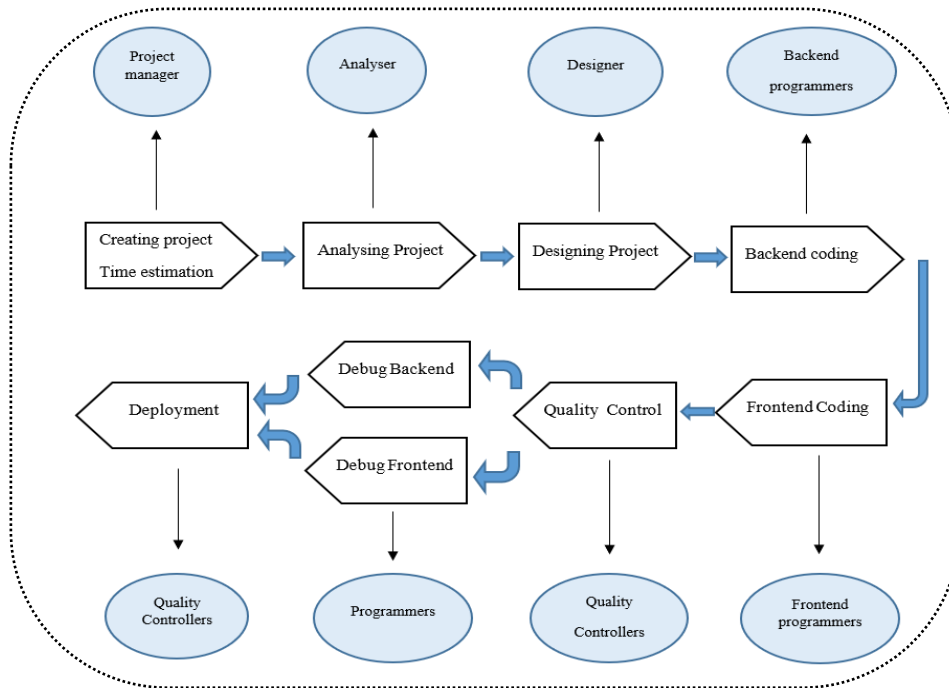 Project
manager
Analyser
Designer
Backend
programmers
Creating project
Time estimation
Analysing Project
Designing Project
Backend coding
Debug Backend
Deployment
Quality Control
Frontend Coding
Debug Frontend
Quality
Controllers
Programmers
Quality
Controllers
Frontend
programmers